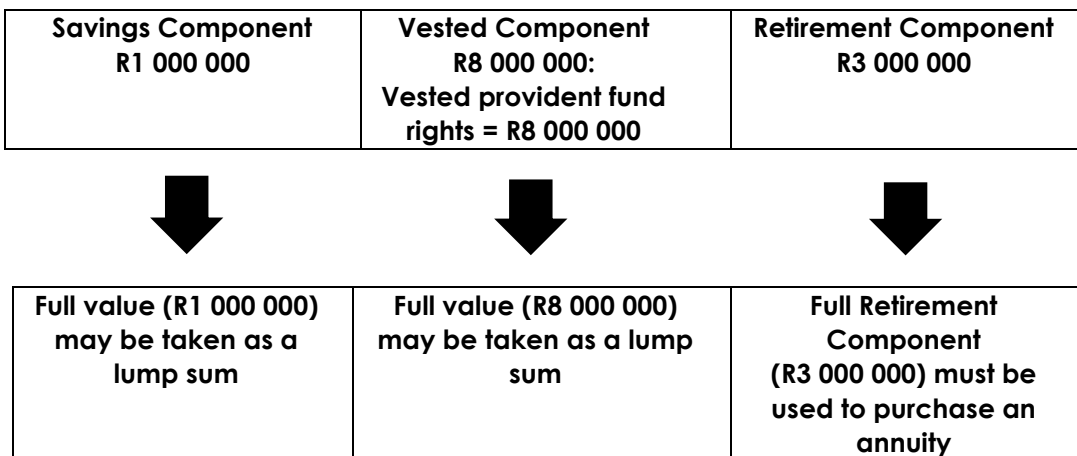 Savings Component
R1 000 000
Vested Component
R8 000 000:
Vested provident fund
rights = R8 000 000
Retirement Component
R3 000 000
Full value (R1 000 000)
may be taken as a
lump sum
Full value (R8 000 000)
may be taken as a lump
sum
Full Retirement
Component
(R3 000 000) must be
used to purchase an
annuity